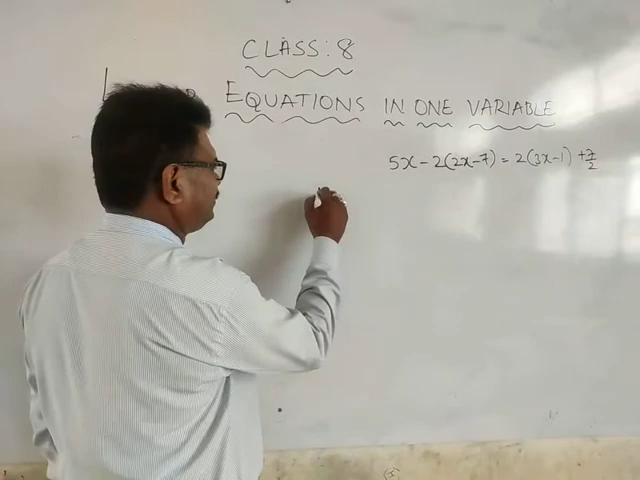 CLASS: 8
EQUATIONS IN ONE VARIABLE
5x - 2(2x-7) = 2(3x-1) + 7/2